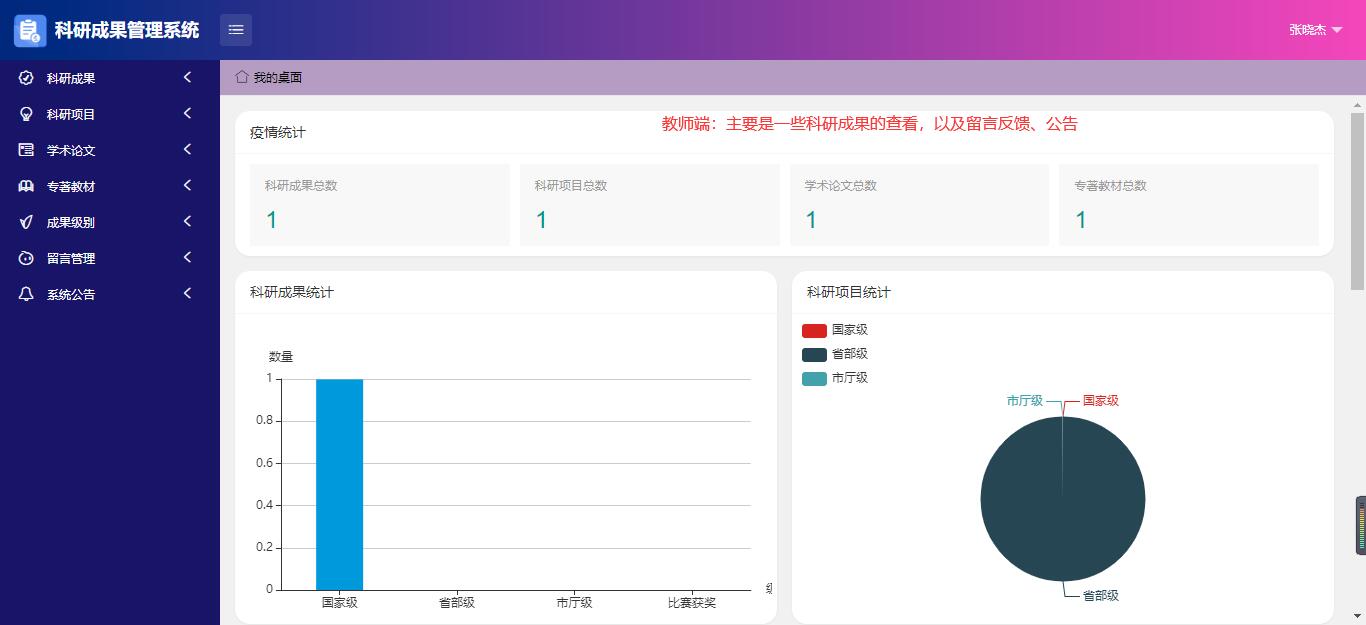 科研成果管理系统
张晓杰
科研成果
科研项目
学术论文
专著教材
成果级别
留言管理
系统公告
我的桌面
疫情统计
教师端：主要是一些科研成果的查看，以及留言反馈、公告
科研成果总数
1
科研项目总数
1
学术论文总数
1
专著教材总数
1
科研成果统计
数量
1
0.8
0.6
0.4
0.2
0
国家级
省部级
市厅级
比赛获奖
科研项目统计
国家级
省部级
市厅级
市厅级
国家级
省部级